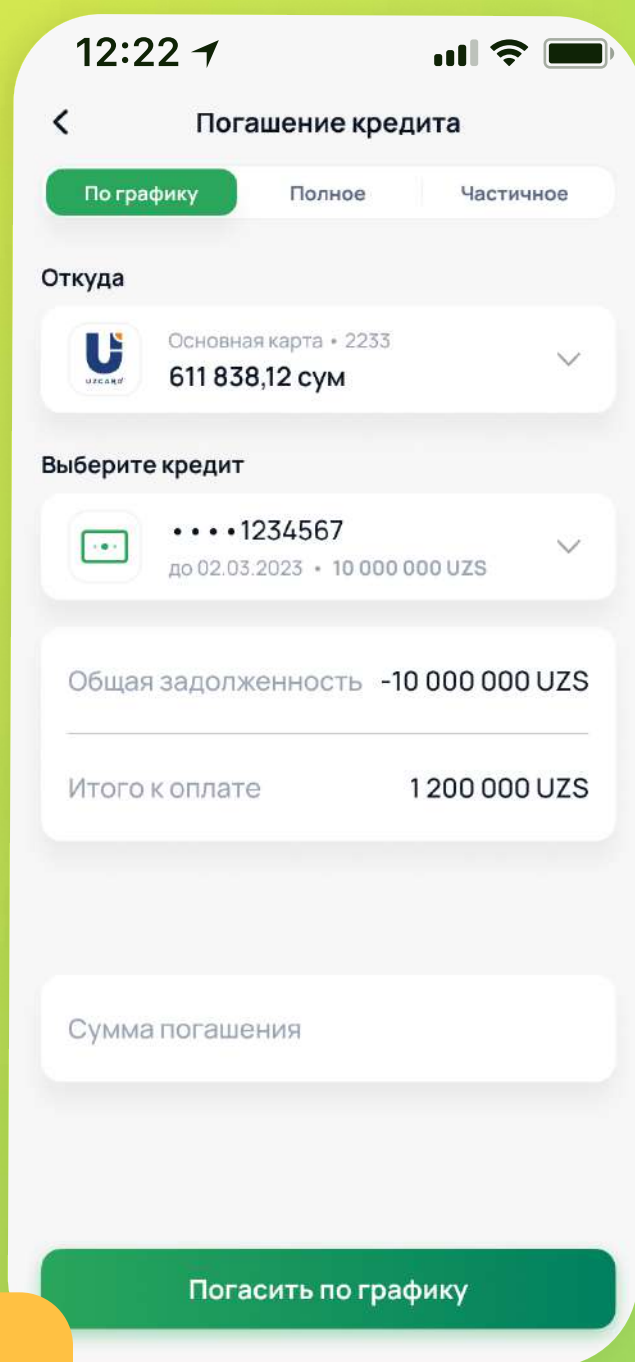 12:22
Погашение кредита
По графику Полное Частичное
Откуда
UZCARD
Основная карта • 2233
611 838,12 сум
Выберите кредит
• • • • 1234567
до 02.03.2023 • 10 000 000 UZS
Общая задолженность -10 000 000 UZS
Итого к оплате 1 200 000 UZS
Сумма погашения
Погасить по графику